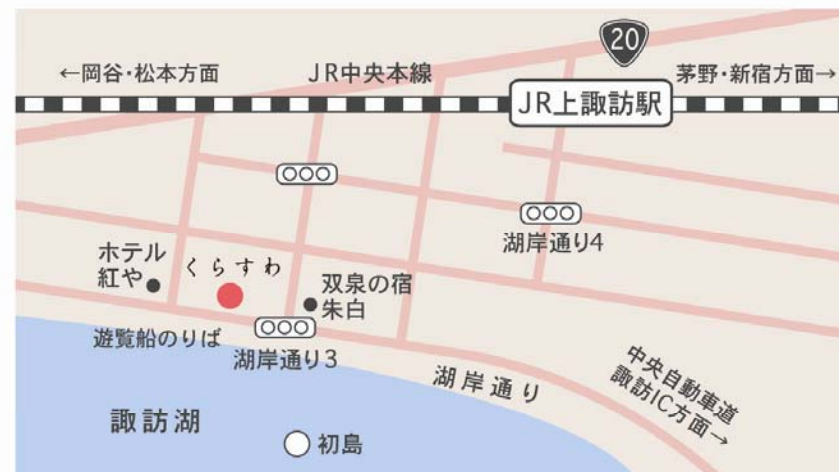 20
←岡谷・松本方面
JR中央本線
茅野・新宿方面→
JR上諏訪駅
湖岸通り4
ホテル
紅や
くらすわ
双泉の宿
朱白
遊覧船のりば
湖岸通り3
湖岸通り
中央自動車道
諏訪IC方面→
諏訪湖
初島